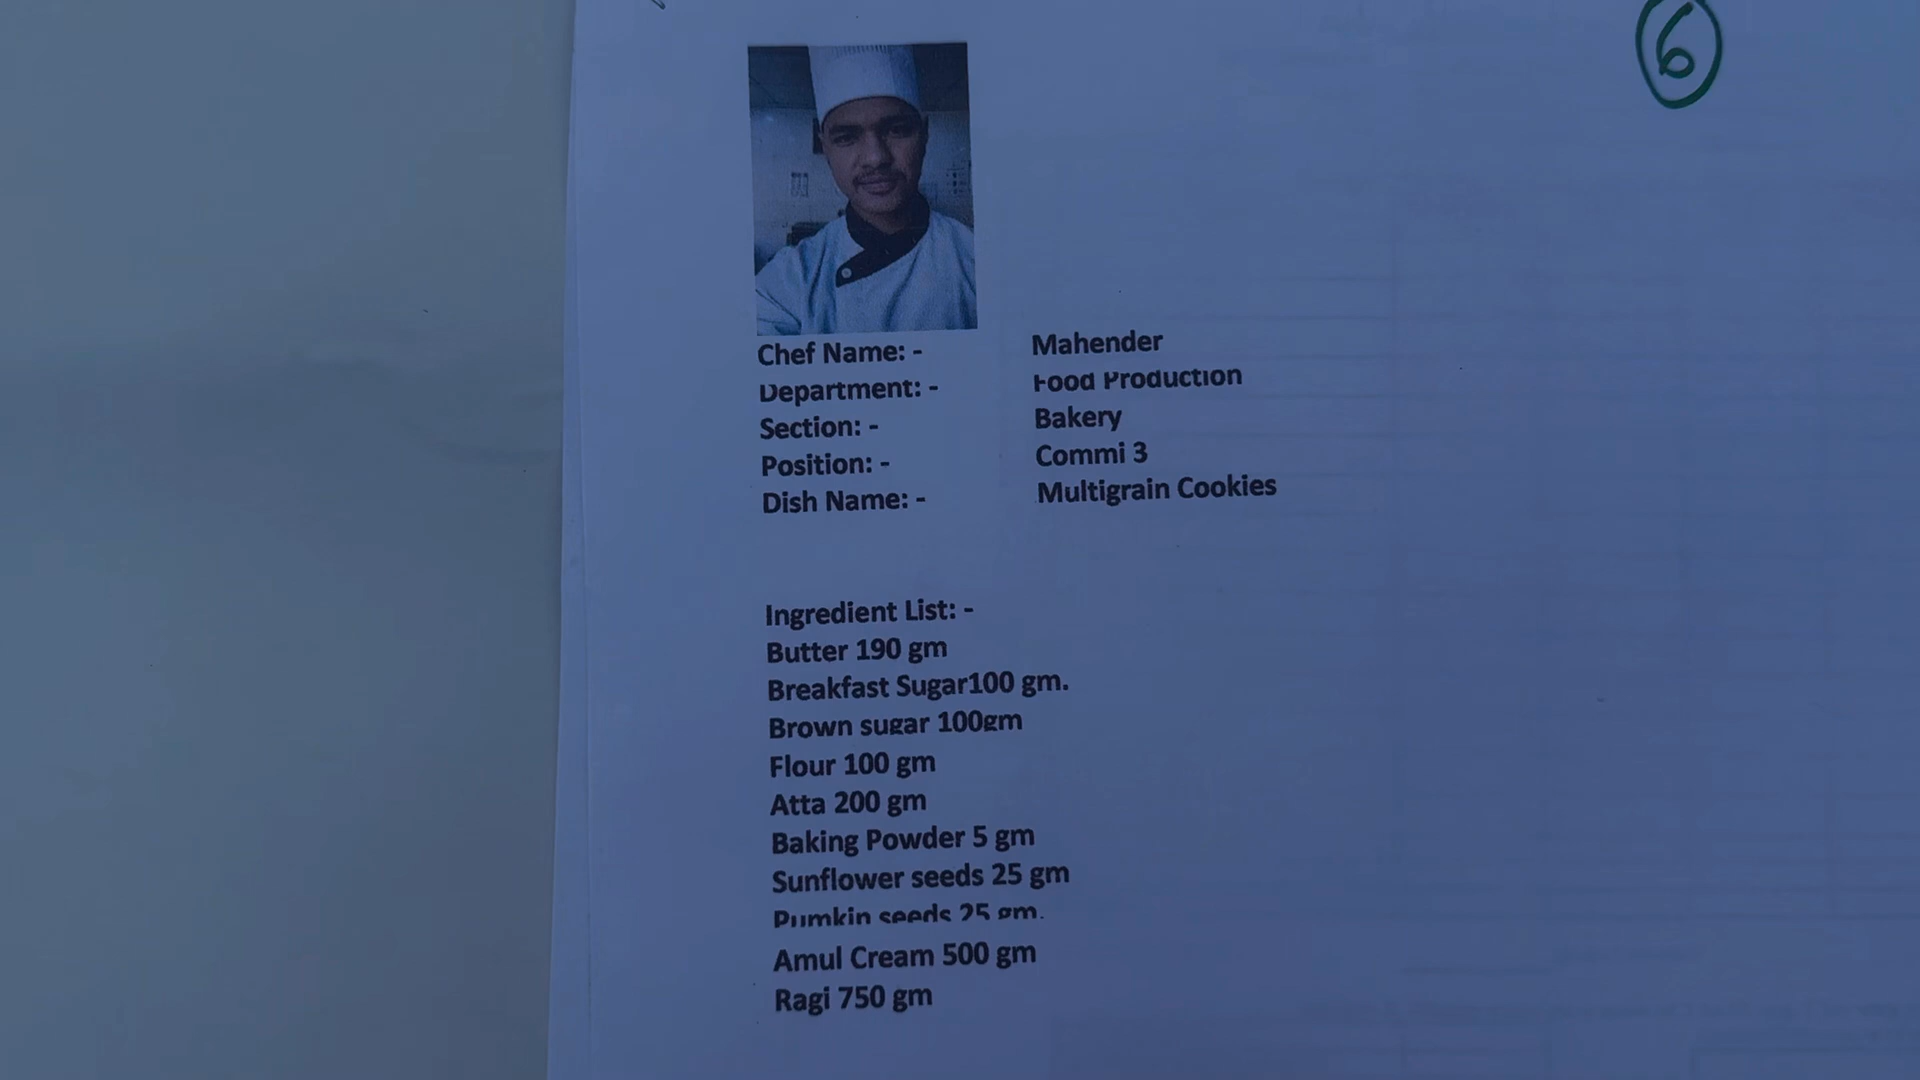 6
Chef Name: - Mahender
Department: - Food Production
Section: - Bakery
Position: - Commi 3
Dish Name: - Multigrain Cookies
Ingredient List: -
Butter 190 gm
Breakfast Sugar100 gm.
Brown sugar 100gm
Flour 100 gm
Atta 200 gm
Baking Powder 5 gm
Sunflower seeds 25 gm
Pumkin seeds 25 gm.
Amul Cream 500 gm
Ragi 750 gm